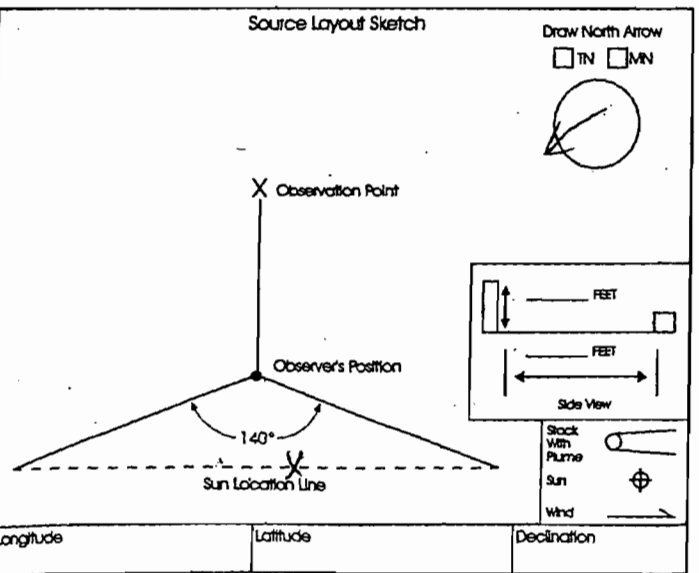 Source Layout Sketch
Draw North Arrow
TN MN
X Observation Point
FEET
FEET
Side View
Observer's Position
140°
X
Sun Location Line
Stack
With
Plume
Sun
Wind
ongitude
Latitude
Declination